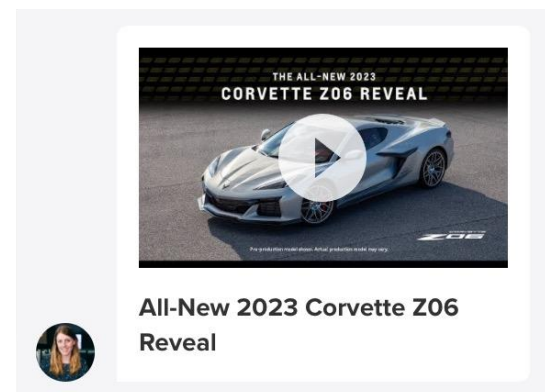 THE ALL-NEW 2023
CORVETTE Z06 REVEAL
Z06
Pre-production model shown. Actual production model may vary.
All-New 2023 Corvette Z06
Reveal